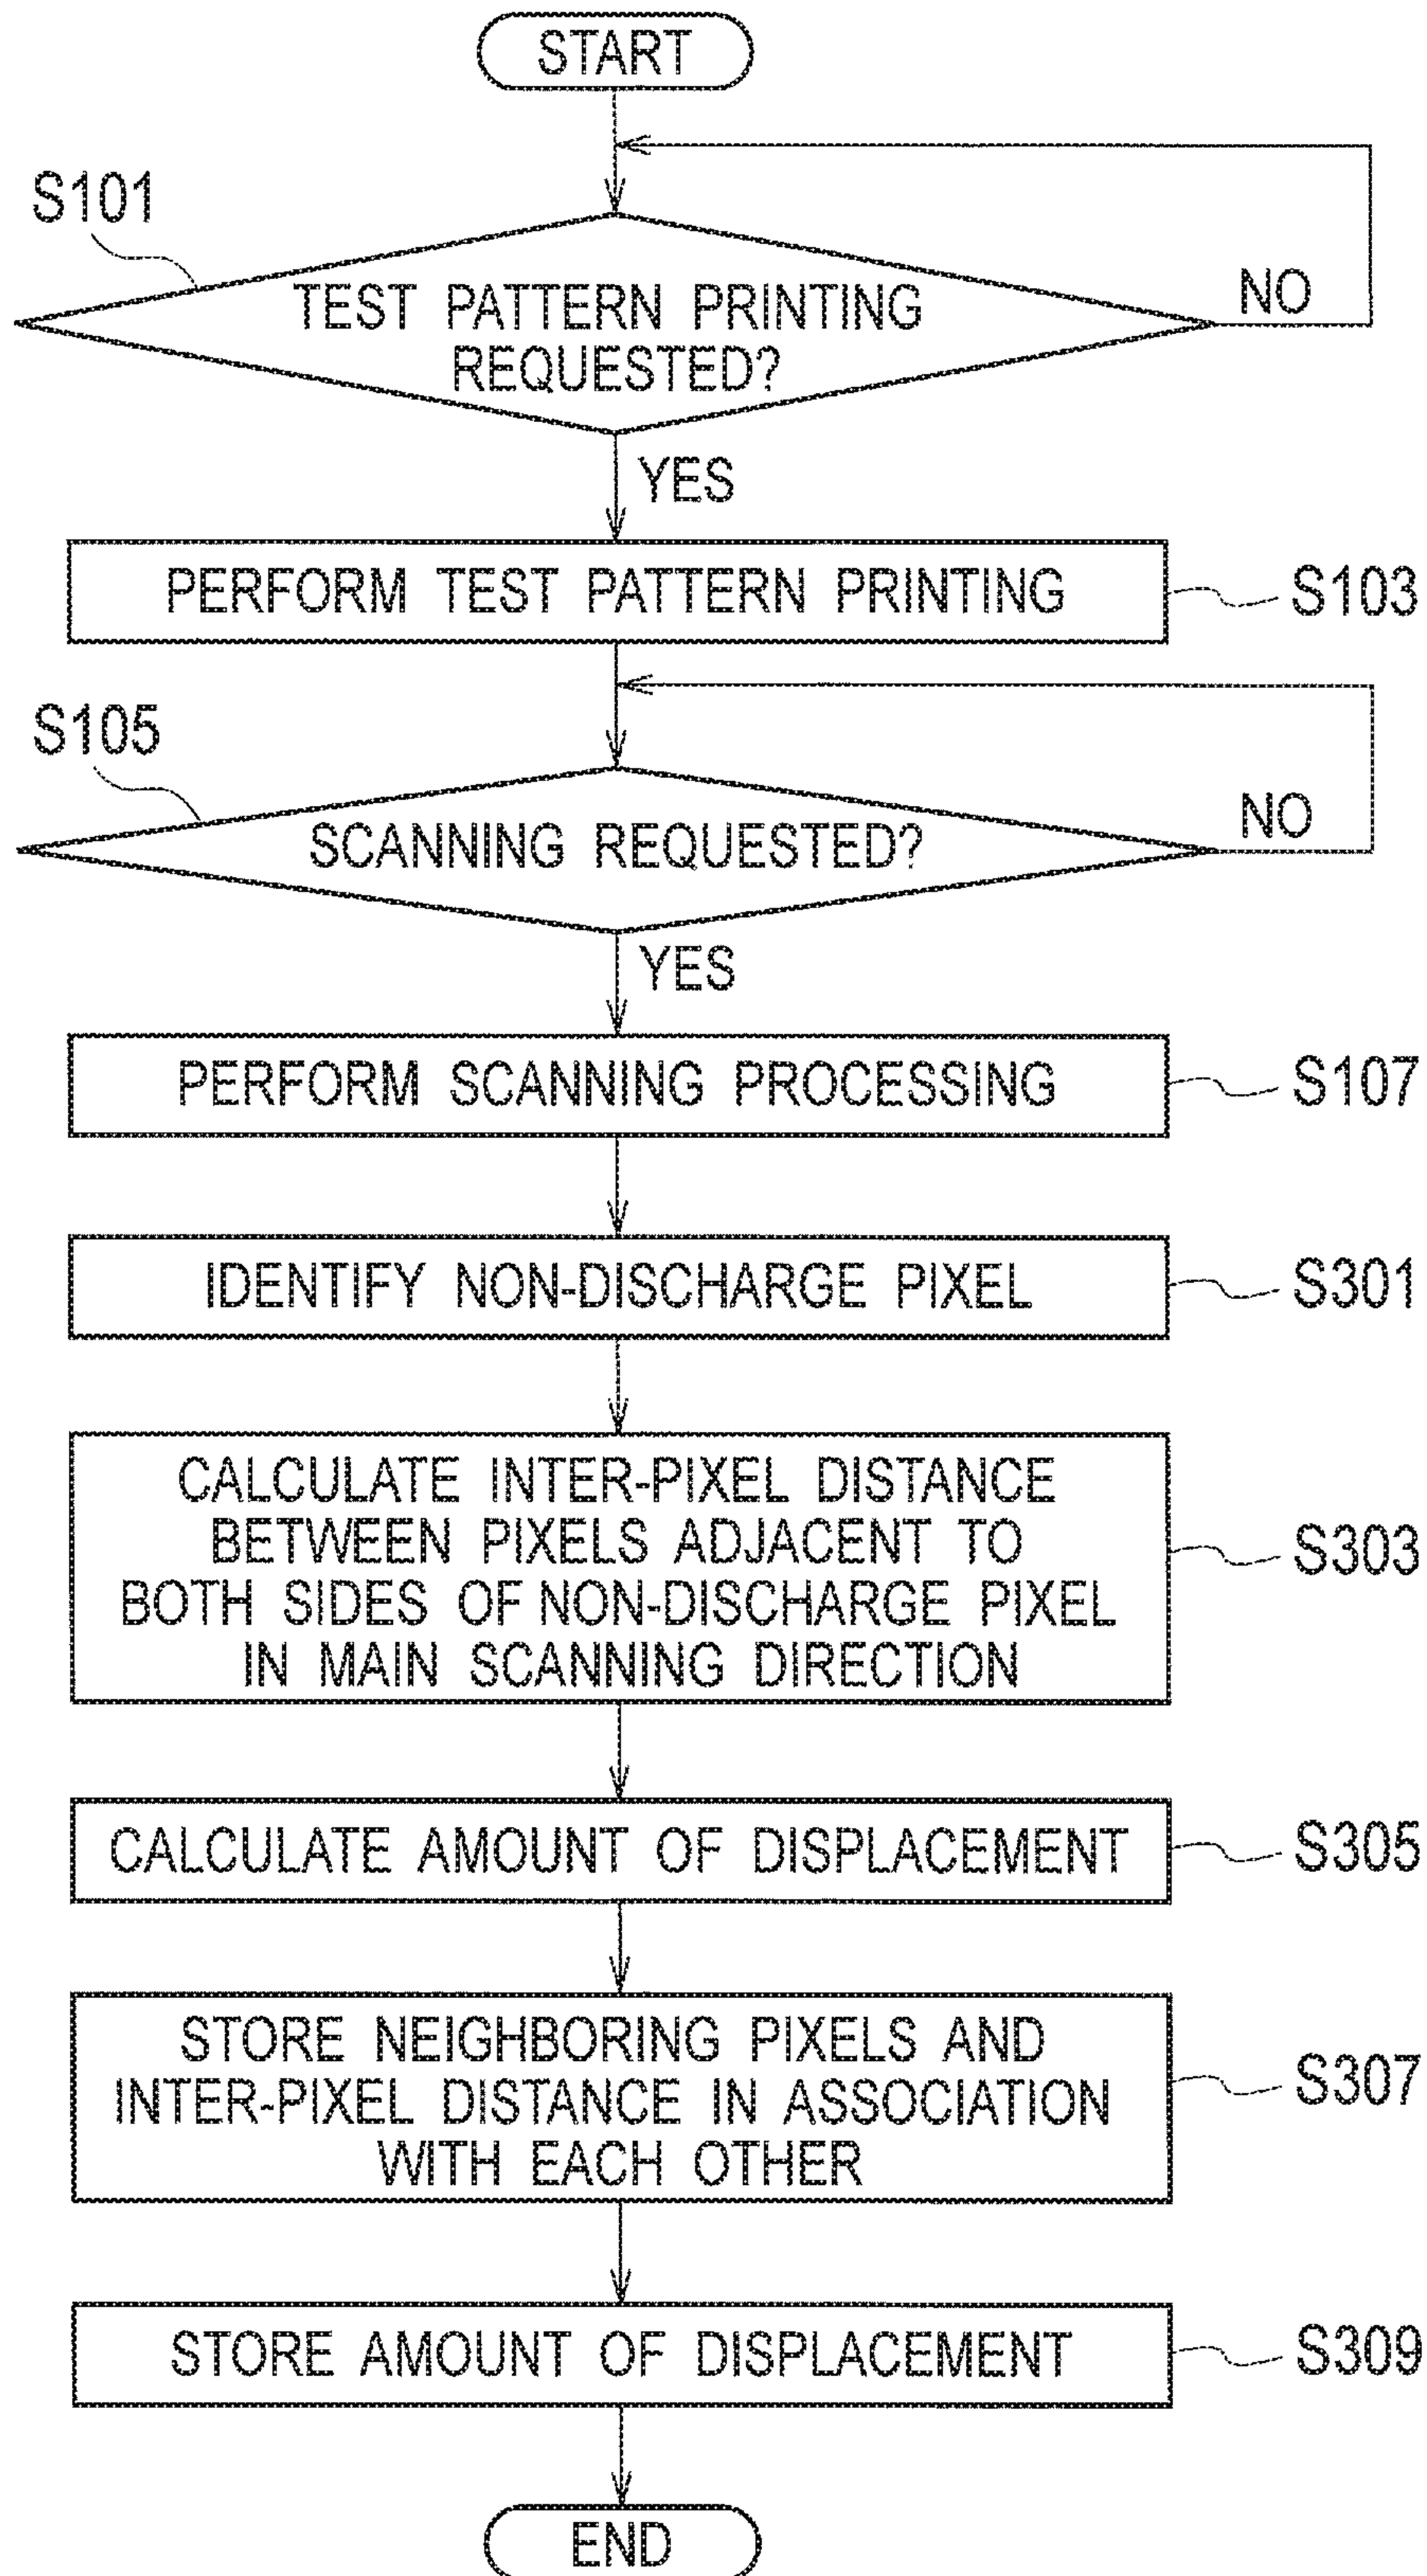 START
S101
TEST PATTERN PRINTING
REQUESTED?
NO
YES
PERFORM TEST PATTERN PRINTING
S103
S105
SCANNING REQUESTED?
NO
YES
PERFORM SCANNING PROCESSING
S107
IDENTIFY NON-DISCHARGE PIXEL
S301
CALCULATE INTER-PIXEL DISTANCE
BETWEEN PIXELS ADJACENT TO
BOTH SIDES OF NON-DISCHARGE PIXEL
IN MAIN SCANNING DIRECTION
S303
CALCULATE AMOUNT OF DISPLACEMENT
S305
STORE NEIGHBORING PIXELS AND
INTER-PIXEL DISTANCE IN ASSOCIATION
WITH EACH OTHER
S307
STORE AMOUNT OF DISPLACEMENT
S309
END